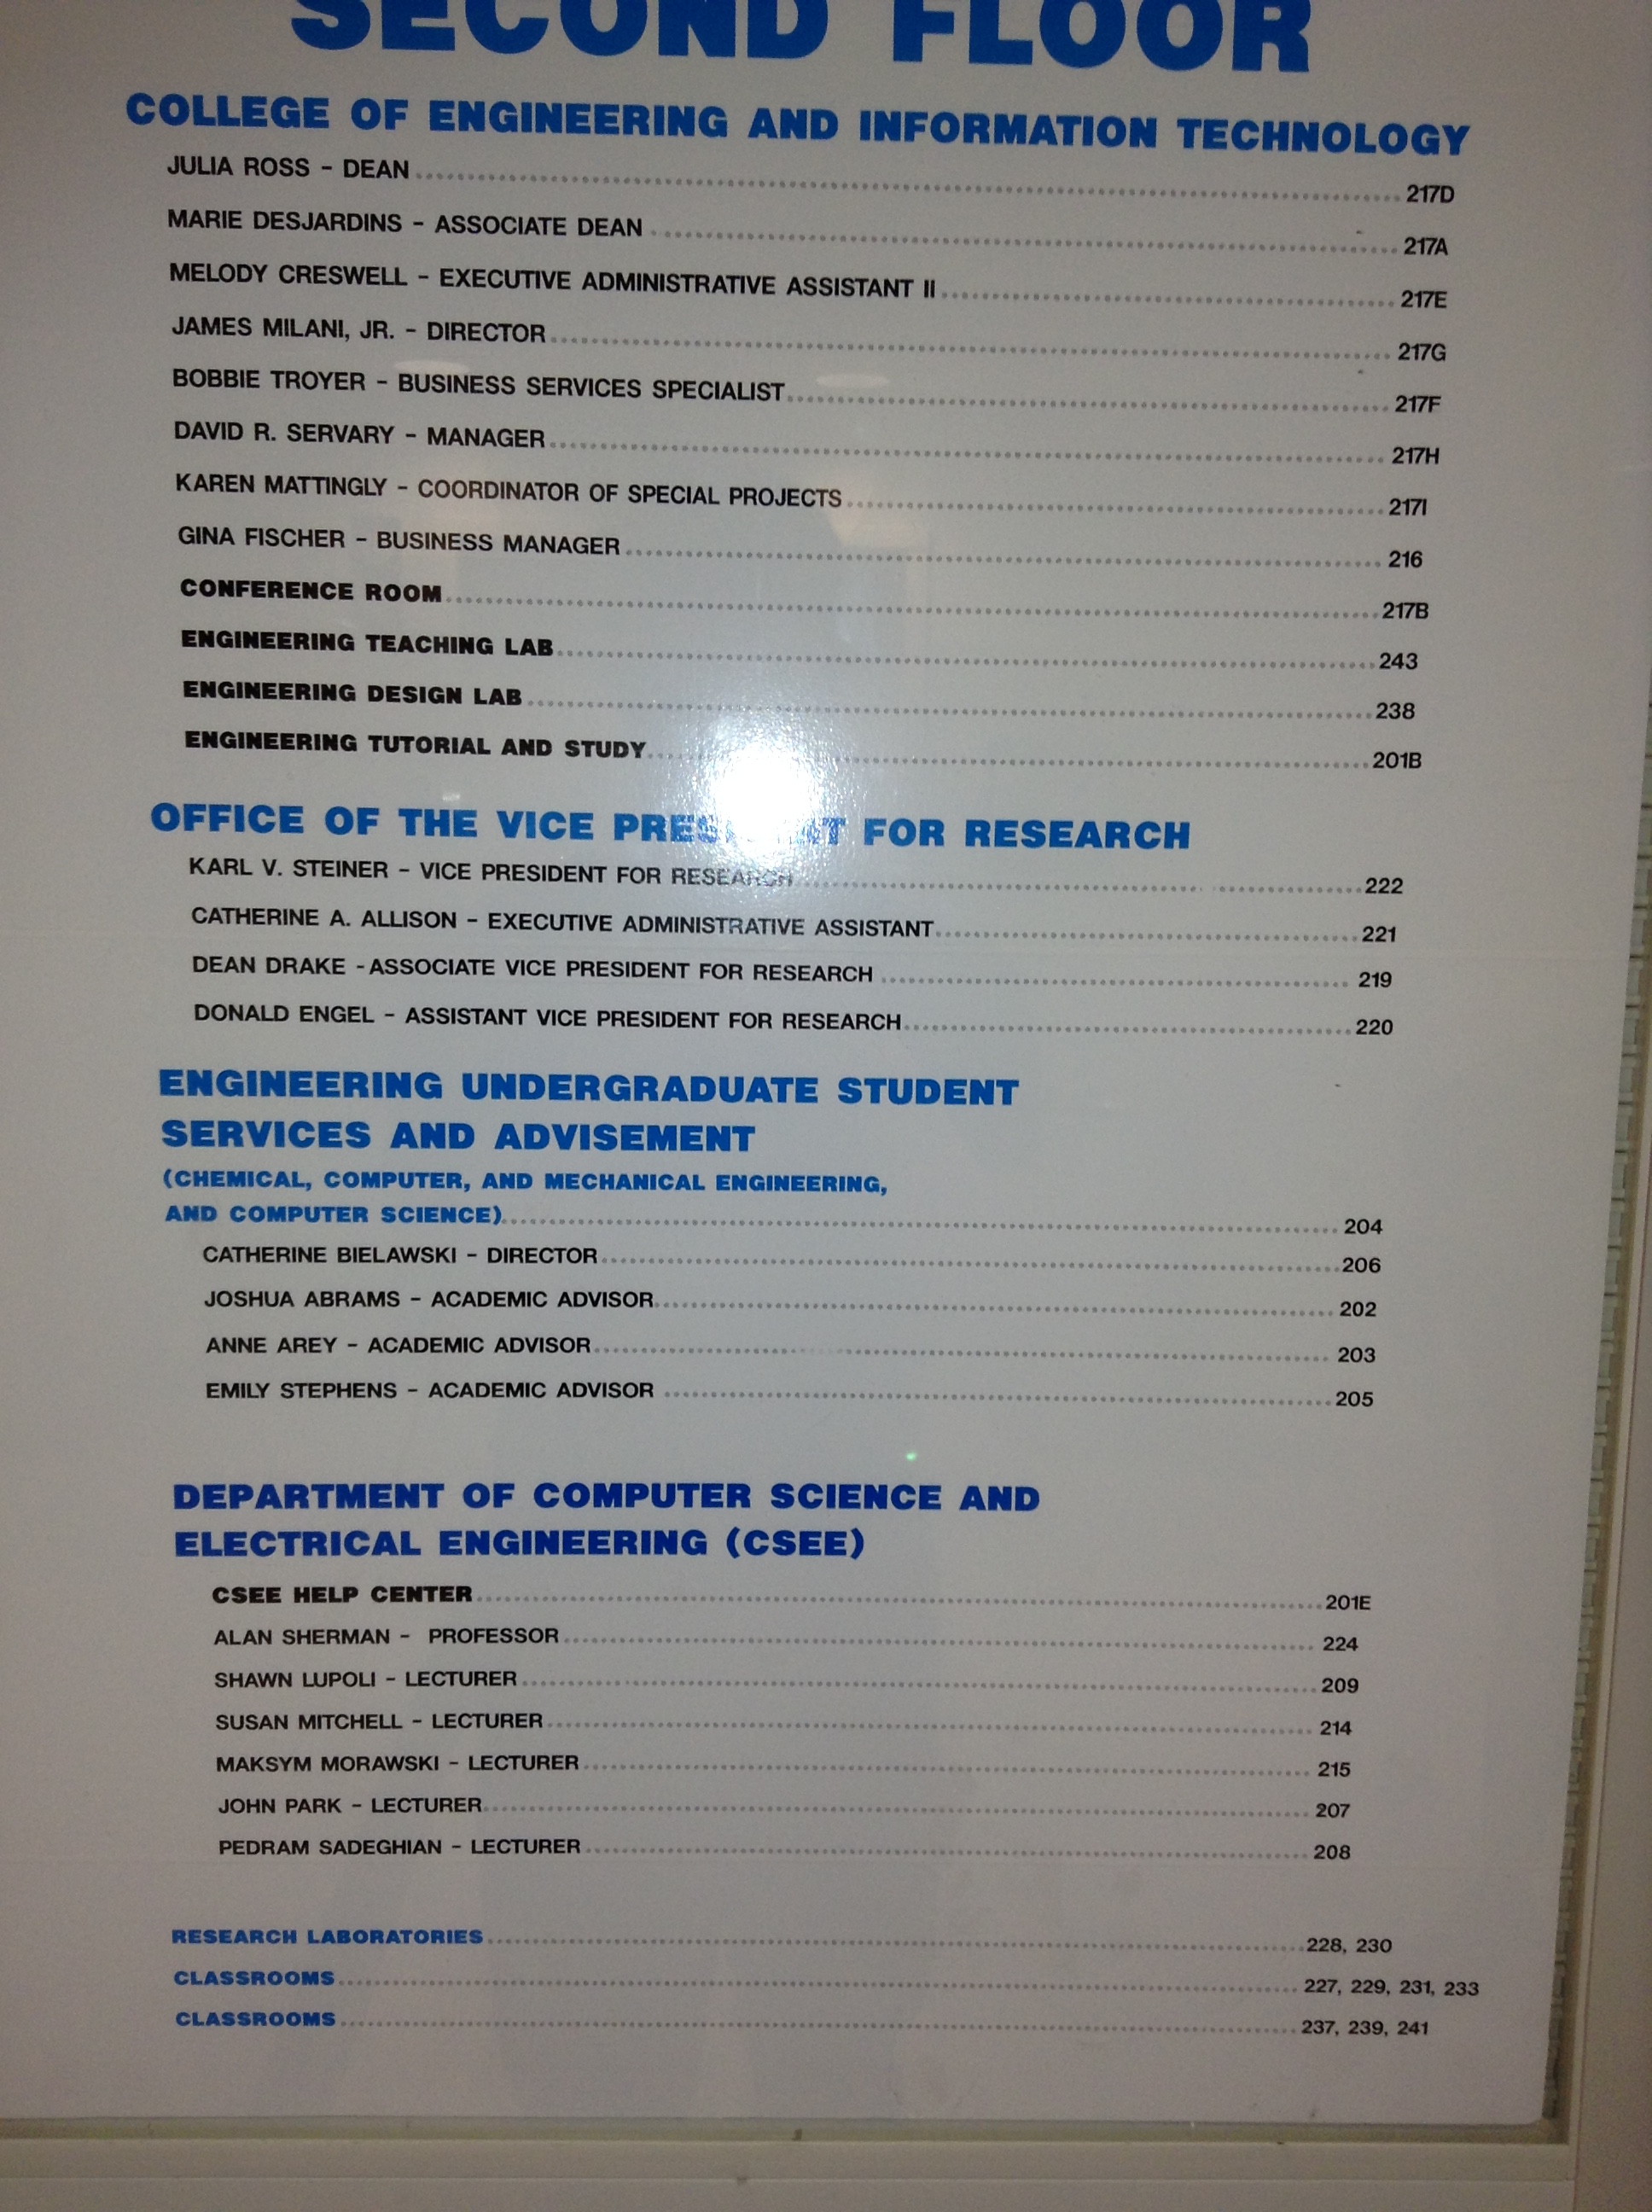 SECOND FLOOR
COLLEGE OF ENGINEERING AND INFORMATION TECHNOLOGY
JULIA ROSS - DEAN 217D
MARIE DESJARDINS - ASSOCIATE DEAN 217A
MELODY CRESWELL - EXECUTIVE ADMINISTRATIVE ASSISTANT II 217E
JAMES MILANI, JR. - DIRECTOR 217G
BOBBIE TROYER - BUSINESS SERVICES SPECIALIST 217F
DAVID R. SERVARY - MANAGER 217H
KAREN MATTINGLY - COORDINATOR OF SPECIAL PROJECTS 217I
GINA FISCHER - BUSINESS MANAGER 216
CONFERENCE ROOM 217B
ENGINEERING TEACHING LAB 243
ENGINEERING DESIGN LAB 238
ENGINEERING TUTORIAL AND STUDY 201B
OFFICE OF THE VICE PRESIDENT FOR RESEARCH
KARL V. STEINER - VICE PRESIDENT FOR RESEARCH 222
CATHERINE A. ALLISON - EXECUTIVE ADMINISTRATIVE ASSISTANT 221
DEAN DRAKE - ASSOCIATE VICE PRESIDENT FOR RESEARCH 219
DONALD ENGEL - ASSISTANT VICE PRESIDENT FOR RESEARCH 220
ENGINEERING UNDERGRADUATE STUDENT
SERVICES AND ADVISEMENT
(CHEMICAL, COMPUTER, AND MECHANICAL ENGINEERING,
AND COMPUTER SCIENCE) 204
CATHERINE BIELAWSKI - DIRECTOR 206
JOSHUA ABRAMS - ACADEMIC ADVISOR 202
ANNE AREY - ACADEMIC ADVISOR 203
EMILY STEPHENS - ACADEMIC ADVISOR 205
DEPARTMENT OF COMPUTER SCIENCE AND
ELECTRICAL ENGINEERING (CSEE)
CSEE HELP CENTER 201E
ALAN SHERMAN - PROFESSOR 224
SHAWN LUPOLI - LECTURER 209
SUSAN MITCHELL - LECTURER 214
MAKSYM MORAWSKI - LECTURER 215
JOHN PARK - LECTURER 207
PEDRAM SADEGHIAN - LECTURER 208
RESEARCH LABORATORIES 228, 230
CLASSROOMS 227, 229, 231, 233
CLASSROOMS 237, 239, 241